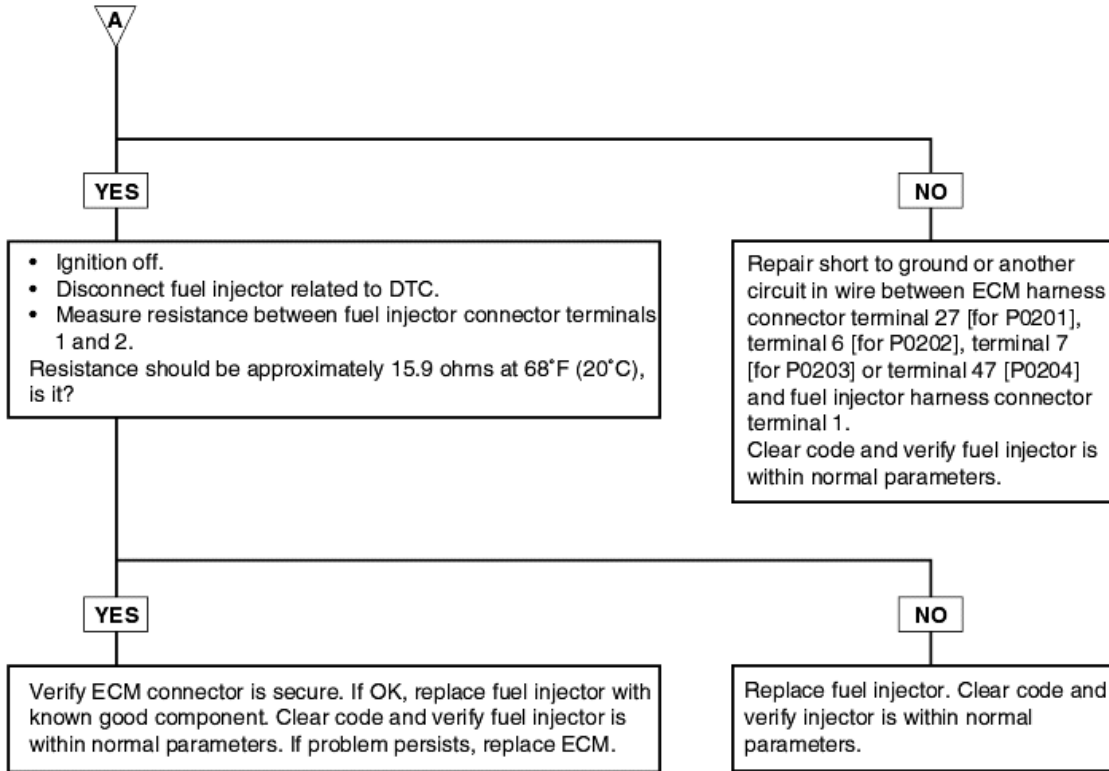 A
YES
NO
• Ignition off.
• Disconnect fuel injector related to DTC.
• Measure resistance between fuel injector connector terminals
1 and 2.
Resistance should be approximately 15.9 ohms at 68˚F (20˚C),
is it?
Repair short to ground or another
circuit in wire between ECM harness
connector terminal 27 [for P0201],
terminal 6 [for P0202], terminal 7
[for P0203] or terminal 47 [P0204]
and fuel injector harness connector
terminal 1.
Clear code and verify fuel injector is
within normal parameters.
YES
NO
Verify ECM connector is secure. If OK, replace fuel injector with
known good component. Clear code and verify fuel injector is
within normal parameters. If problem persists, replace ECM.
Replace fuel injector. Clear code and
verify injector is within normal
parameters.